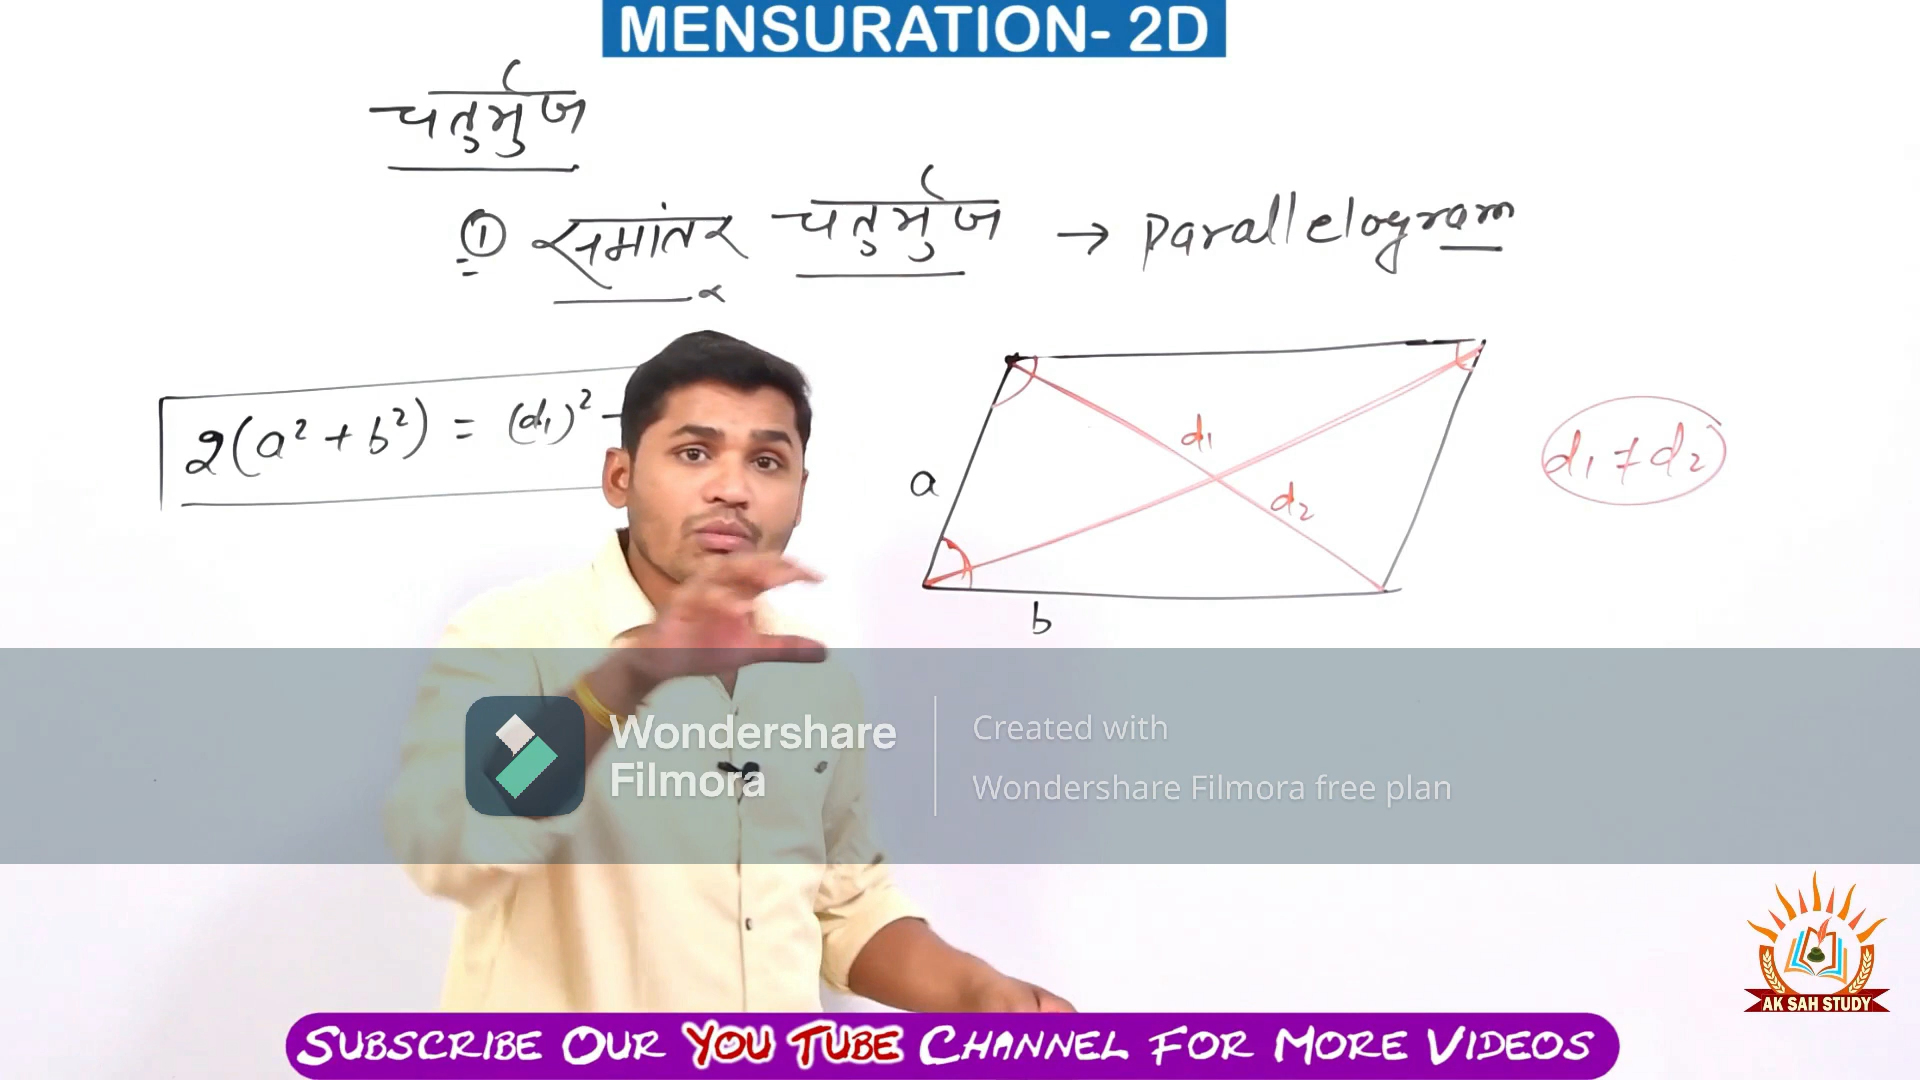 MENSURATION- 2D
चतुर्भुज
① समांतर चतुर्भुज → parallelogram
2(a² + b²) = (d₁)² -
d₁
d₂
a
b
d₁ ≠ d₂
Wondershare
Filmora
Created with
Wondershare Filmora free plan
AK SAH STUDY
SUBSCRIBE OUR YOU TUBE CHANNEL FOR MORE VIDEOS